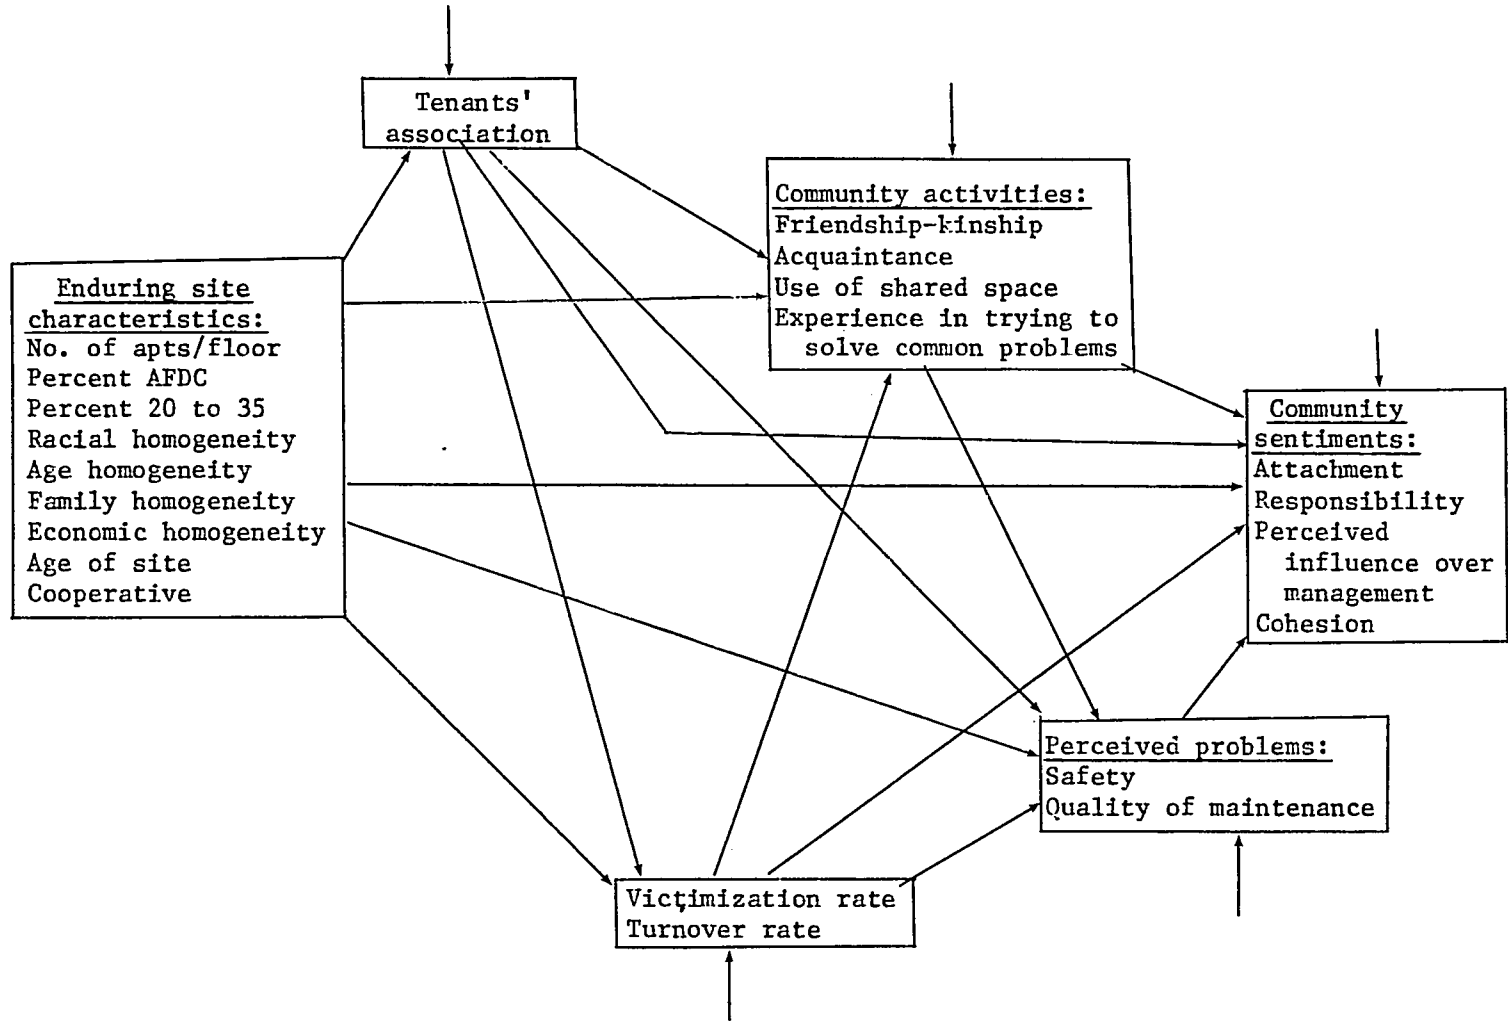 Tenants'
association
Community activities:
Friendship-kinship
Acquaintance
Use of shared space
Experience in trying to
solve common problems
Enduring site
characteristics:
No. of apts/floor
Percent AFDC
Percent 20 to 35
Racial homogeneity
Age homogeneity
Family homogeneity
Economic homogeneity
Age of site
Cooperative
Community
sentiments:
Attachment
Responsibility
Perceived
influence over
management
Cohesion
Perceived problems:
Safety
Quality of maintenance
Victimization rate
Turnover rate